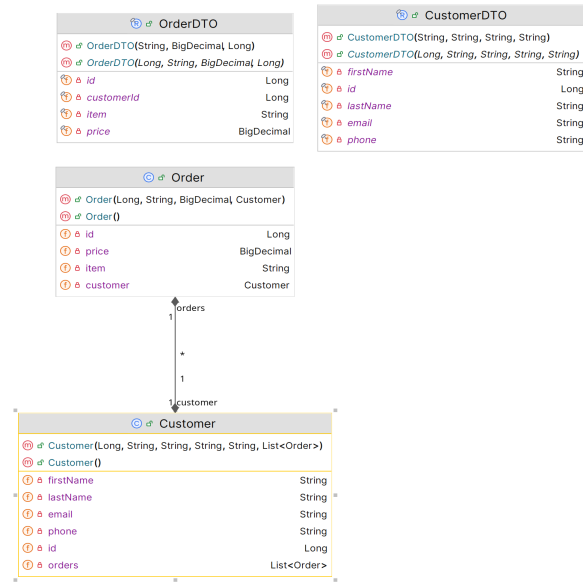 OrderDTO
OrderDTO(String, BigDecimal, Long)
OrderDTO(Long, String, BigDecimal, Long)
id Long
customerId Long
item String
price BigDecimal
CustomerDTO
CustomerDTO(String, String, String, String)
CustomerDTO(Long, String, String, String, String)
firstName String
id Long
lastName String
email String
phone String
Order
Order(Long, String, BigDecimal, Customer)
Order()
id Long
price BigDecimal
item String
customer Customer
orders
1
*
1
1 customer
Customer
Customer(Long, String, String, String, String, List<Order>)
Customer()
firstName String
lastName String
email String
phone String
id Long
orders List<Order>